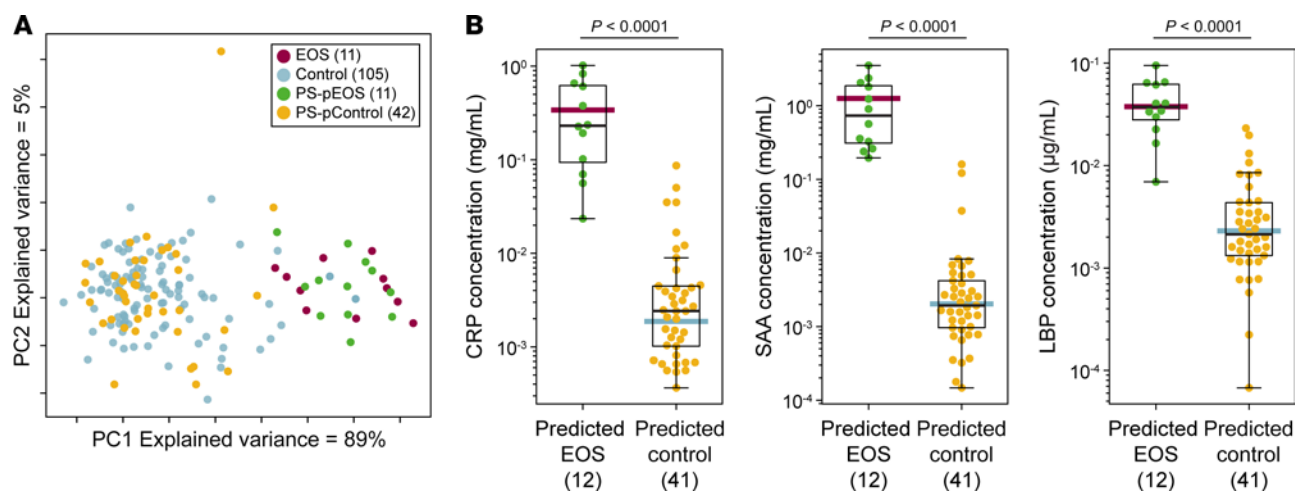 A
PC2 Explained variance = 5%
EOS (11)
Control (105)
PS-pEOS (11)
PS-pControl (42)
PC1 Explained variance = 89%
B
P < 0.0001
CRP concentration (mg/mL)
10⁰
10⁻¹
10⁻²
10⁻³
Predicted
EOS
(12)
Predicted
control
(41)
P < 0.0001
SAA concentration (mg/mL)
10⁰
10⁻¹
10⁻²
10⁻³
10⁻⁴
Predicted
EOS
(12)
Predicted
control
(41)
P < 0.0001
LBP concentration (µg/mL)
10⁻¹
10⁻²
10⁻³
10⁻⁴
Predicted
EOS
(12)
Predicted
control
(41)